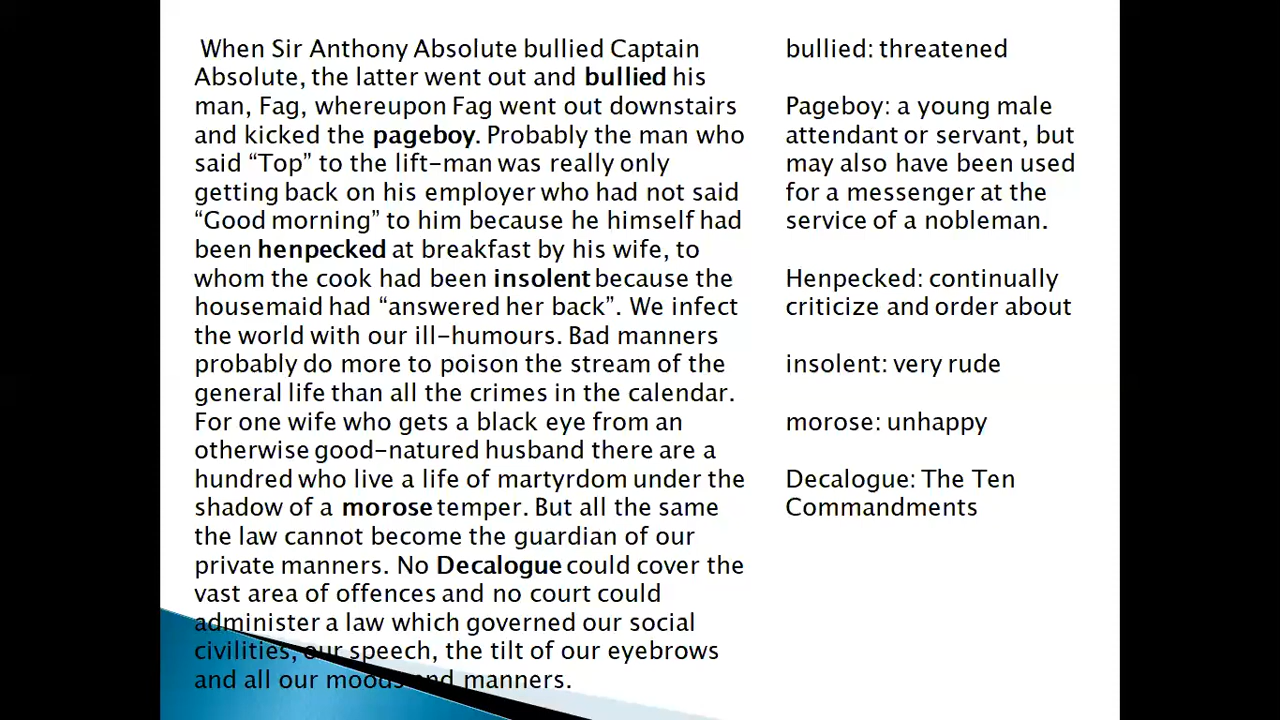 When Sir Anthony Absolute bullied Captain
Absolute, the latter went out and bullied his
man, Fag, whereupon Fag went out downstairs
and kicked the pageboy. Probably the man who
said “Top” to the lift-man was really only
getting back on his employer who had not said
“Good morning” to him because he himself had
been henpecked at breakfast by his wife, to
whom the cook had been insolent because the
housemaid had “answered her back”. We infect
the world with our ill-humours. Bad manners
probably do more to poison the stream of the
general life than all the crimes in the calendar.
For one wife who gets a black eye from an
otherwise good-natured husband there are a
hundred who live a life of martyrdom under the
shadow of a morose temper. But all the same
the law cannot become the guardian of our
private manners. No Decalogue could cover the
vast area of offences and no court could
administer a law which governed our social
civilities, our speech, the tilt of our eyebrows
and all our moods and manners.
bullied: threatened
Pageboy: a young male
attendant or servant, but
may also have been used
for a messenger at the
service of a nobleman.
Henpecked: continually
criticize and order about
insolent: very rude
morose: unhappy
Decalogue: The Ten
Commandments